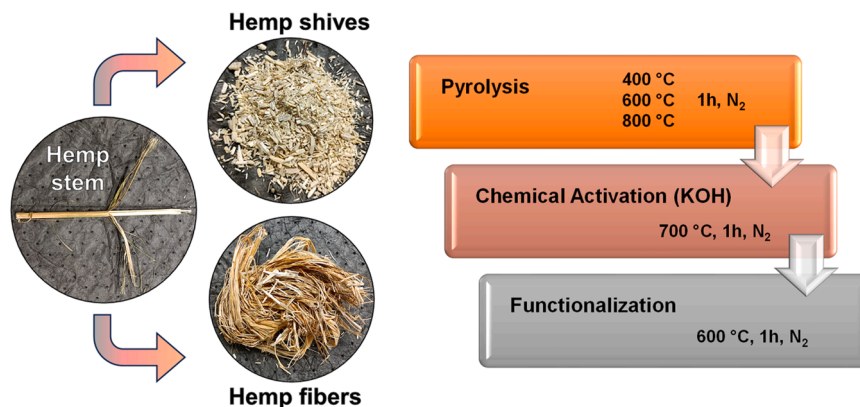 Hemp shives
Hemp
stem
Hemp fibers
Pyrolysis
400 °C
600 °C 1h, N₂
800 °C
Chemical Activation (KOH)
700 °C, 1h, N₂
Functionalization
600 °C, 1h, N₂